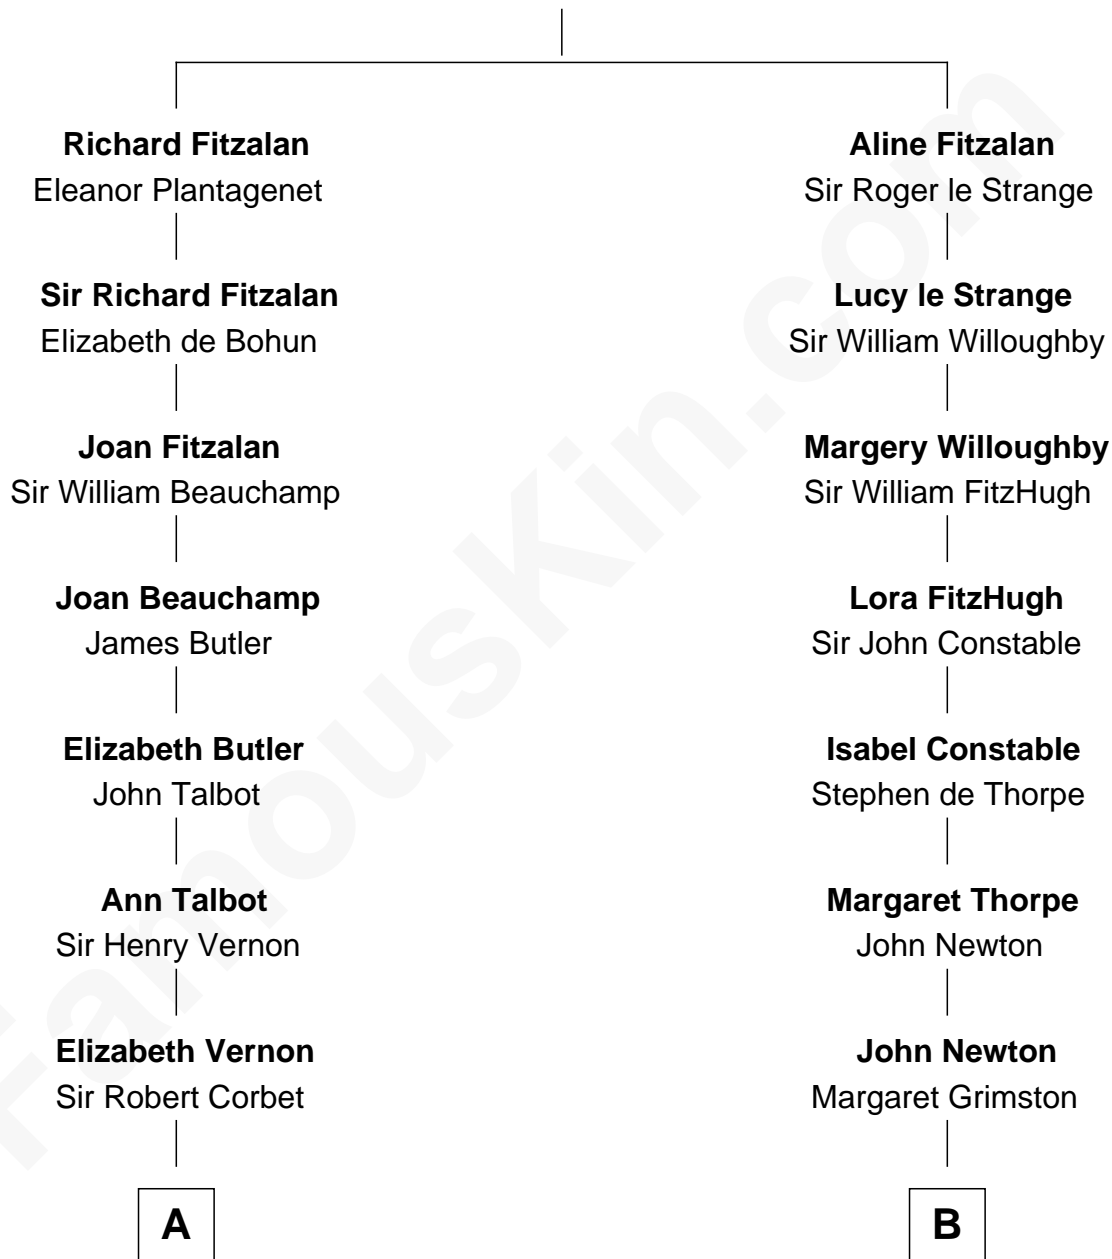 Richard Fitzalan
Eleanor Plantagenet
Sir Richard Fitzalan
Elizabeth de Bohun
Joan Fitzalan
Sir William Beauchamp
Joan Beauchamp
James Butler
Elizabeth Butler
John Talbot
Ann Talbot
Sir Henry Vernon
Elizabeth Vernon
Sir Robert Corbet
A
Aline Fitzalan
Sir Roger le Strange
Lucy le Strange
Sir William Willoughby
Margery Willoughby
Sir William FitzHugh
Lora FitzHugh
Sir John Constable
Isabel Constable
Stephen de Thorpe
Margaret Thorpe
John Newton
John Newton
Margaret Grimston
B
FamousKin.com